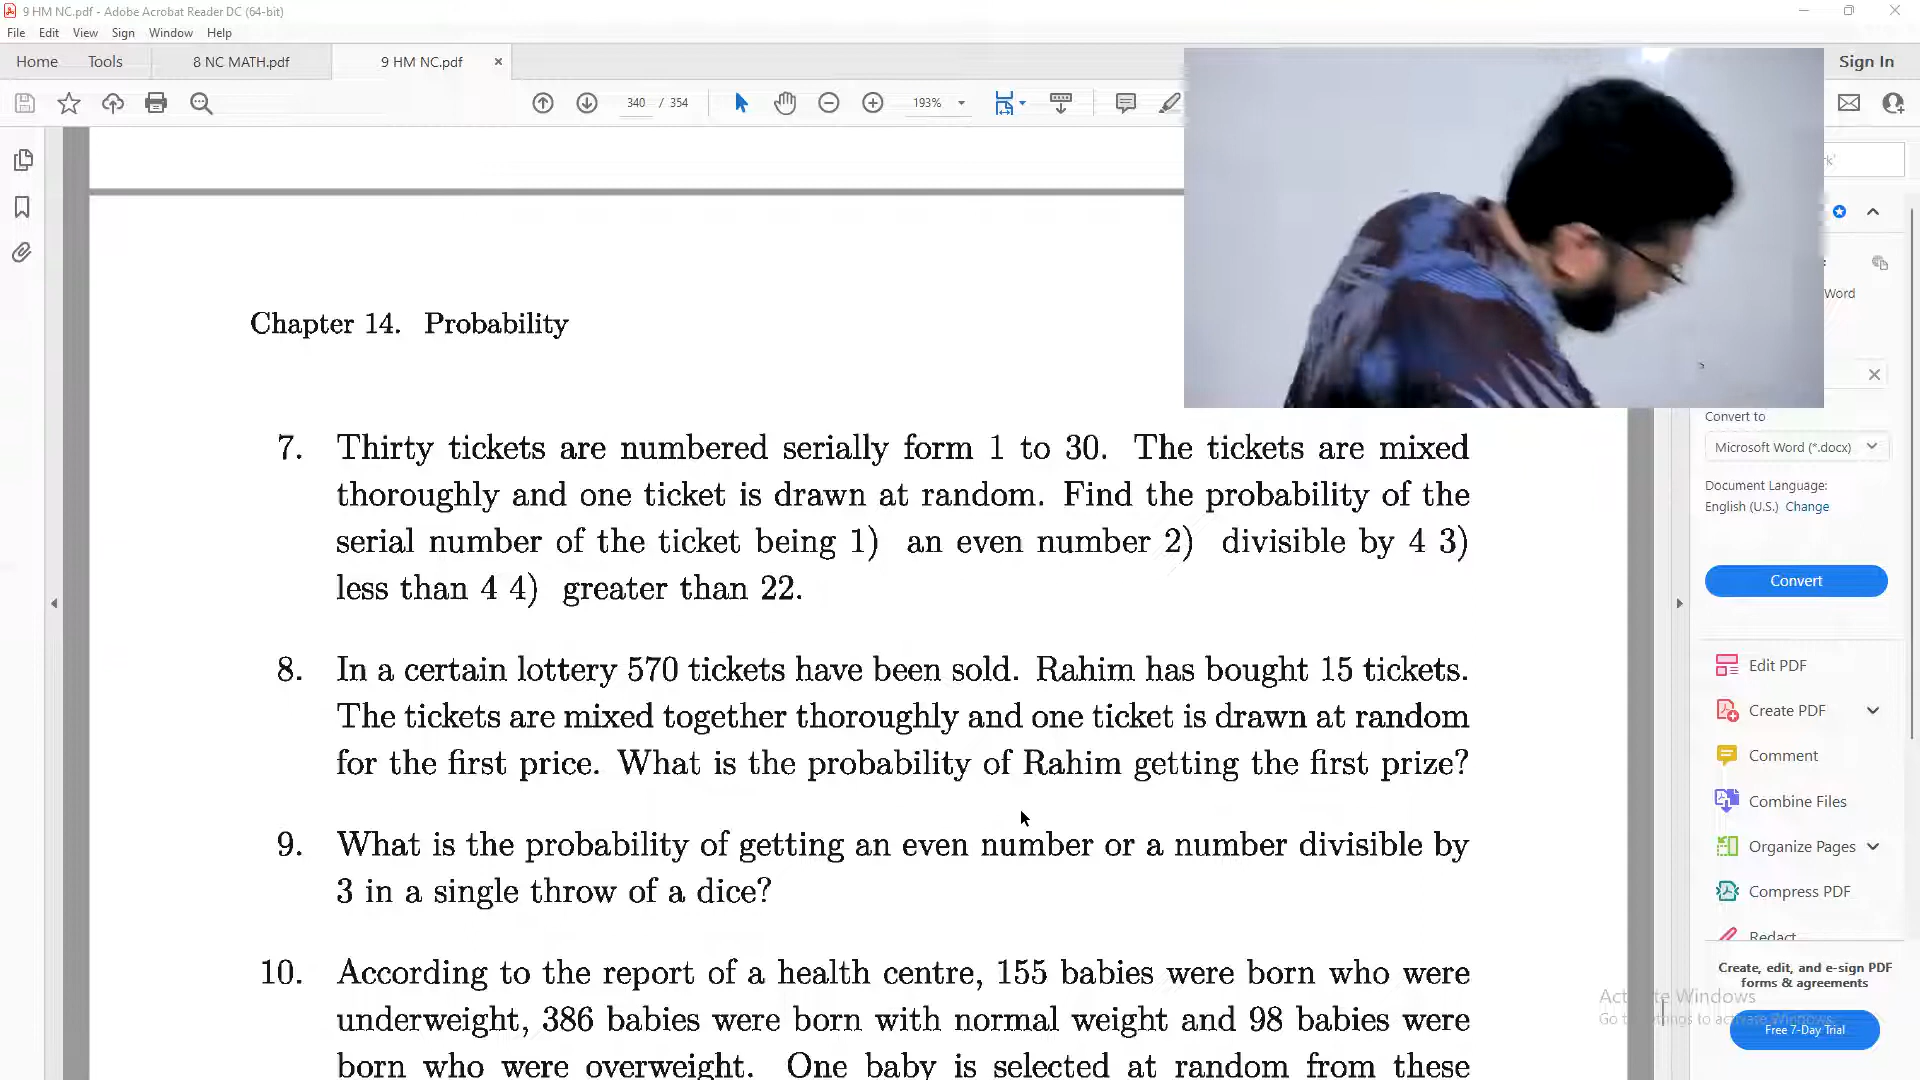 9 HM NC.pdf - Adobe Acrobat Reader DC (64-bit)
File Edit View Sign Window Help
Home Tools 8 NC MATH.pdf 9 HM NC.pdf × Sign In
340 / 354 193%
Chapter 14. Probability
7. Thirty tickets are numbered serially form 1 to 30. The tickets are mixed
thoroughly and one ticket is drawn at random. Find the probability of the
serial number of the ticket being 1) an even number 2) divisible by 4 3)
less than 4 4) greater than 22.
8. In a certain lottery 570 tickets have been sold. Rahim has bought 15 tickets.
The tickets are mixed together thoroughly and one ticket is drawn at random
for the first price. What is the probability of Rahim getting the first prize?
9. What is the probability of getting an even number or a number divisible by
3 in a single throw of a dice?
10. According to the report of a health centre, 155 babies were born who were
underweight, 386 babies were born with normal weight and 98 babies were
born who were overweight. One baby is selected at random from these
Word
Convert to
Microsoft Word (*.docx)
Document Language:
English (U.S.) Change
Convert
Edit PDF
Create PDF
Comment
Combine Files
Organize Pages
Compress PDF
Redact
Create, edit, and e-sign PDF
forms & agreements
Activate Windows
Go to Settings to activate Windows.
Free 7-Day Trial